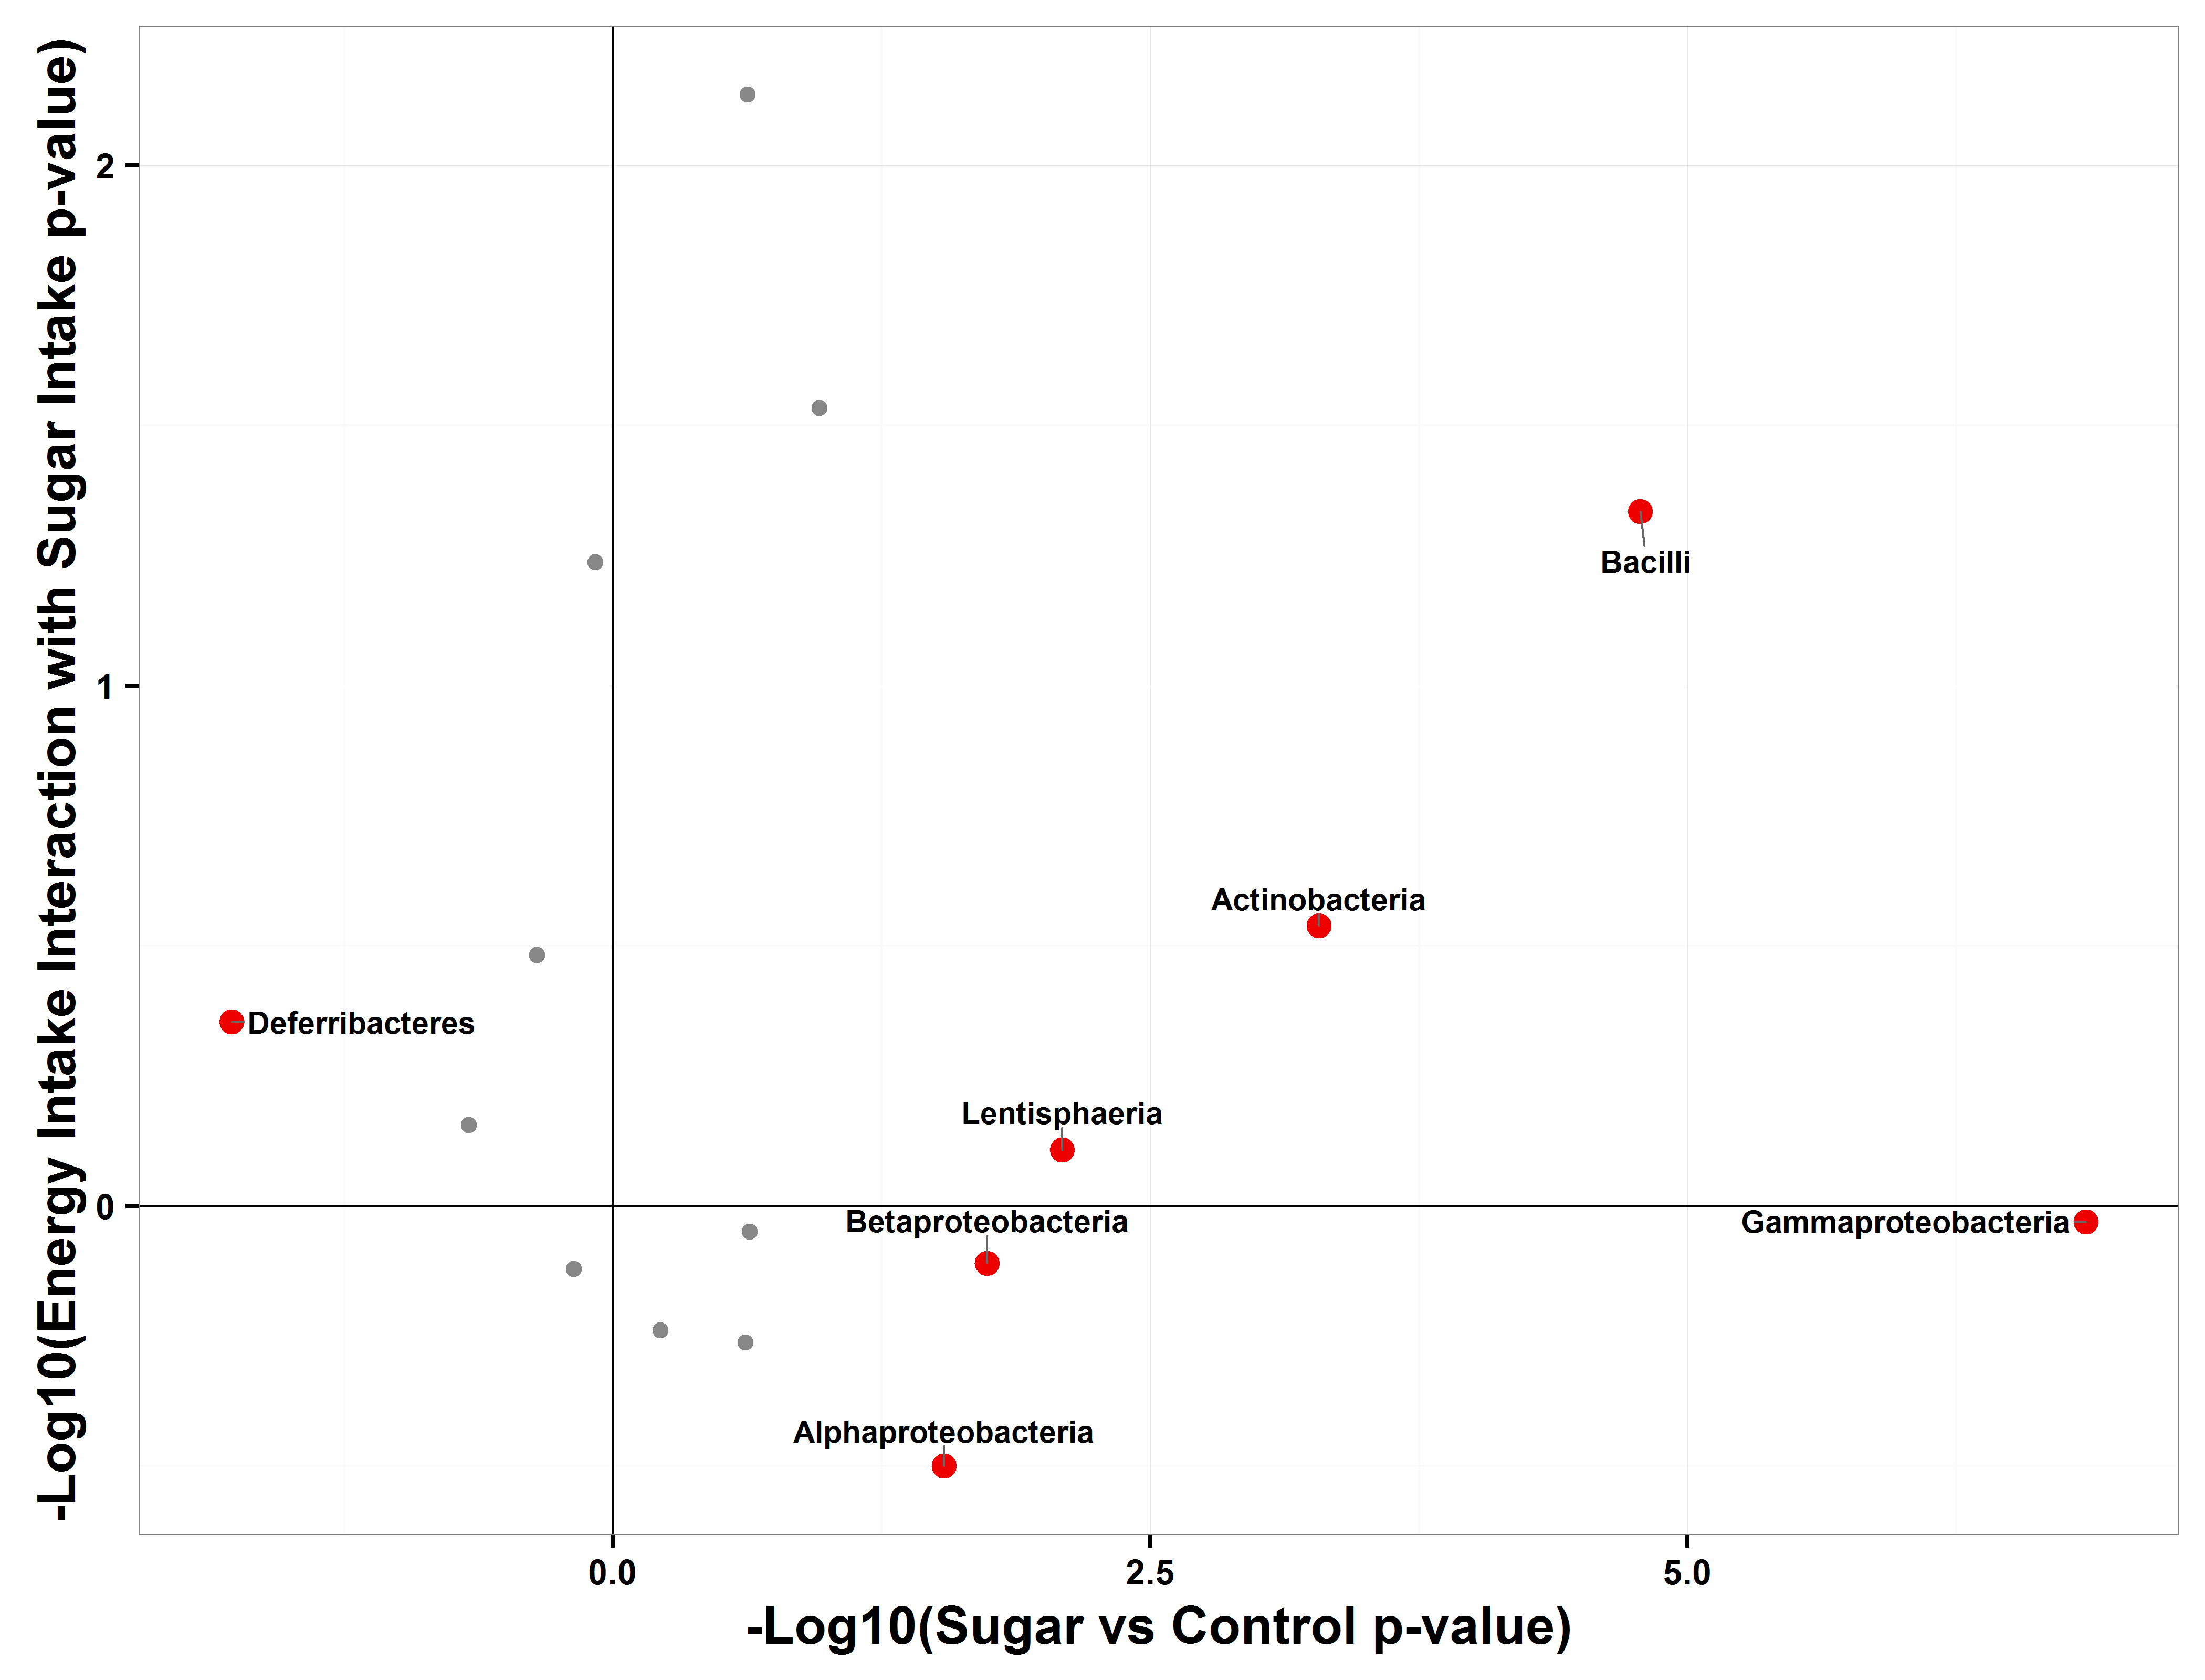 -Log10(Energy Intake Interaction with Sugar Intake p-value)
2
1
0
Bacilli
Actinobacteria
Deferribacteres
Lentisphaeria
Betaproteobacteria
Gammaproteobacteria
Alphaproteobacteria
0.0 2.5 5.0
-Log10(Sugar vs Control p-value)